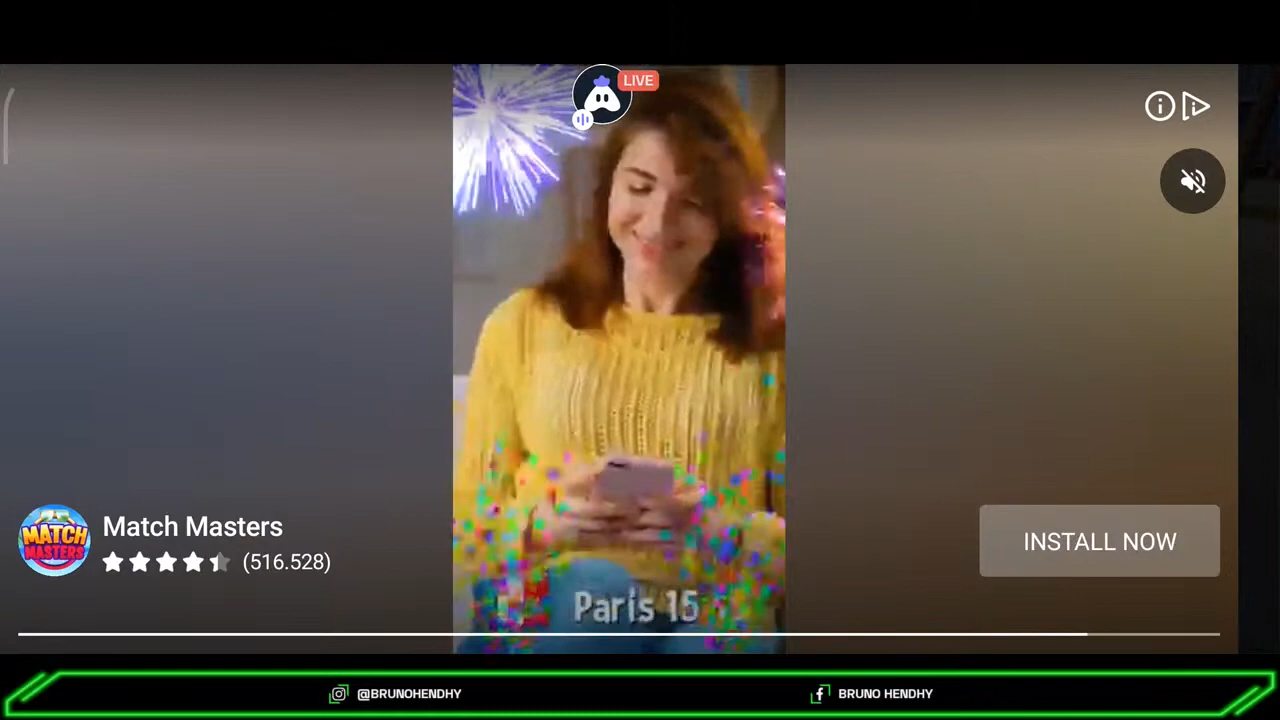 LIVE
MATCH
MASTERS
Match Masters
(516.528)
INSTALL NOW
Paris 15
@BRUNOHENDHY
BRUNO HENDHY